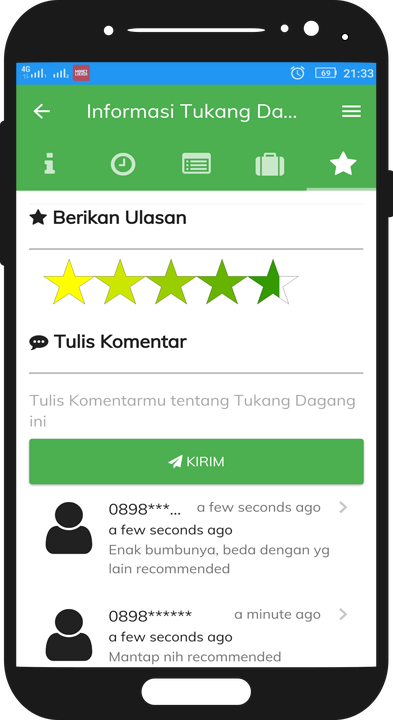 4G 69 21:33
Informasi Tukang Da...
Berikan Ulasan
Tulis Komentar
Tulis Komentarmu tentang Tukang Dagang
ini
KIRIM
0898***... a few seconds ago
a few seconds ago
Enak bumbunya, beda dengan yg
lain recommended
0898****** a minute ago
a few seconds ago
Mantap nih recommended